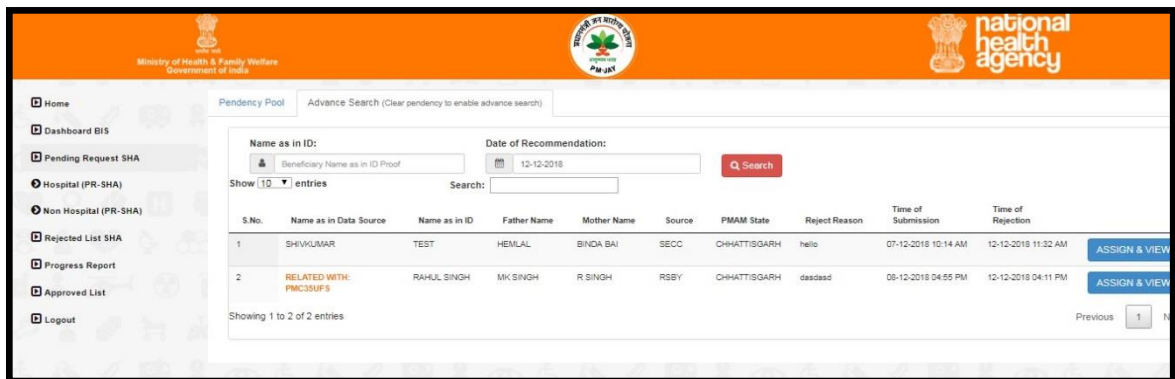 Ministry of Health & Family Welfare
Government of India
प्रधानमंत्री जन आरोग्य योजना
PM-JAY
national
health
agency
Home
Dashboard BIS
Pending Request SHA
Hospital (PR-SHA)
Non Hospital (PR-SHA)
Rejected List SHA
Progress Report
Approved List
Logout
Pendency Pool Advance Search (Clear pendency to enable advance search)
Name as in ID: Date of Recommendation:
Beneficiary Name as in ID Proof 12-12-2018 Search
Show 10 entries Search:
S.No. Name as in Data Source Name as in ID Father Name Mother Name Source PMAM State Reject Reason Time of Submission Time of Rejection
1 SHIVKUMAR TEST HEMLAL BINDA BAI SECC CHHATTISGARH hello 07-12-2018 10:14 AM 12-12-2018 11:32 AM ASSIGN & VIEW
2 RELATED WITH: PMC35UFS RAHUL SINGH MK SINGH R SINGH RSBY CHHATTISGARH dasdasd 08-12-2018 04:55 PM 12-12-2018 04:11 PM ASSIGN & VIEW
Showing 1 to 2 of 2 entries Previous 1 N